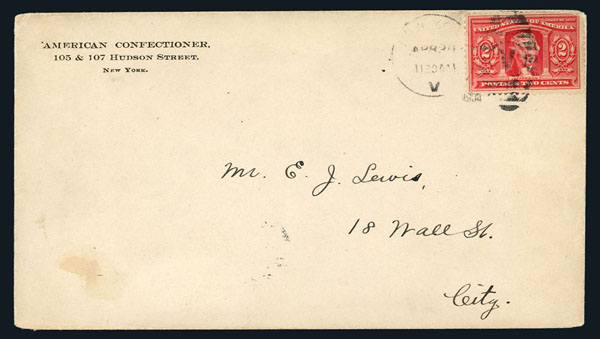 AMERICAN CONFECTIONER,
105 & 107 HUDSON STREET,
NEW YORK.
UNITED STATES OF AMERICA
2 2
POSTAGE TWO CENTS
V
1904
Mr. E. J. Lewis,
18 Wall St.
City.